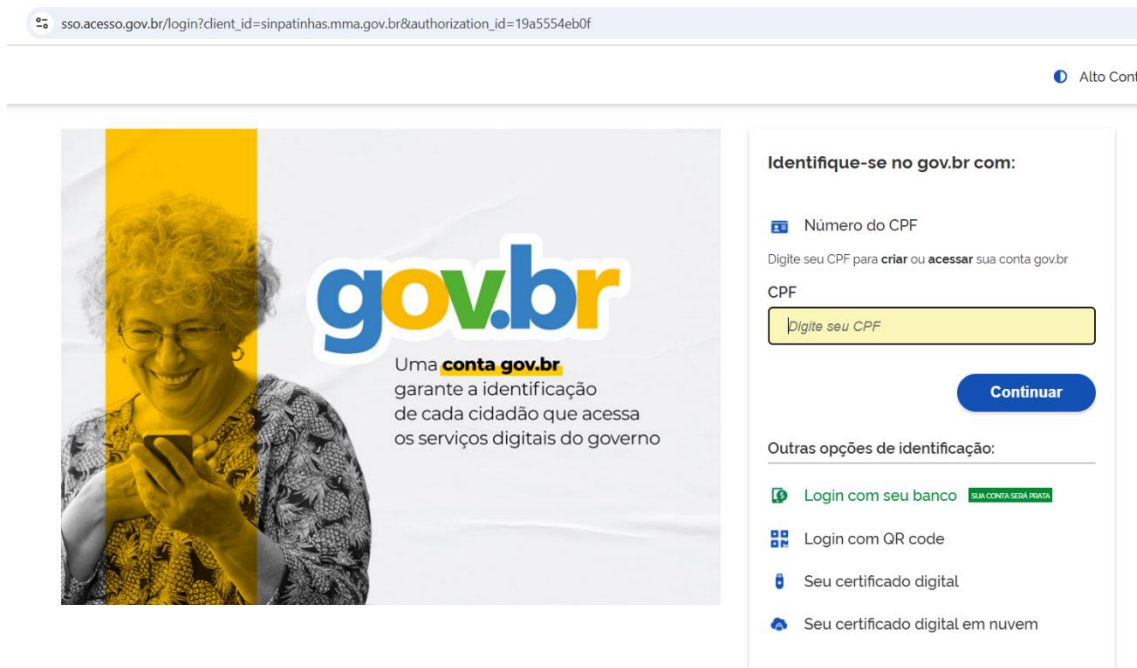 sso.acesso.gov.br/login?client_id=sinpatinhas.mma.gov.br&authorization_id=19a5554eb0f
Alto Cont
gov.br
Uma conta gov.br
garante a identificação
de cada cidadão que acessa
os serviços digitais do governo
Identifique-se no gov.br com:
Número do CPF
Digite seu CPF para criar ou acessar sua conta gov.br
CPF
Digite seu CPF
Continuar
Outras opções de identificação:
Login com seu banco SUA CONTA SERÁ PRATA
Login com QR code
Seu certificado digital
Seu certificado digital em nuvem